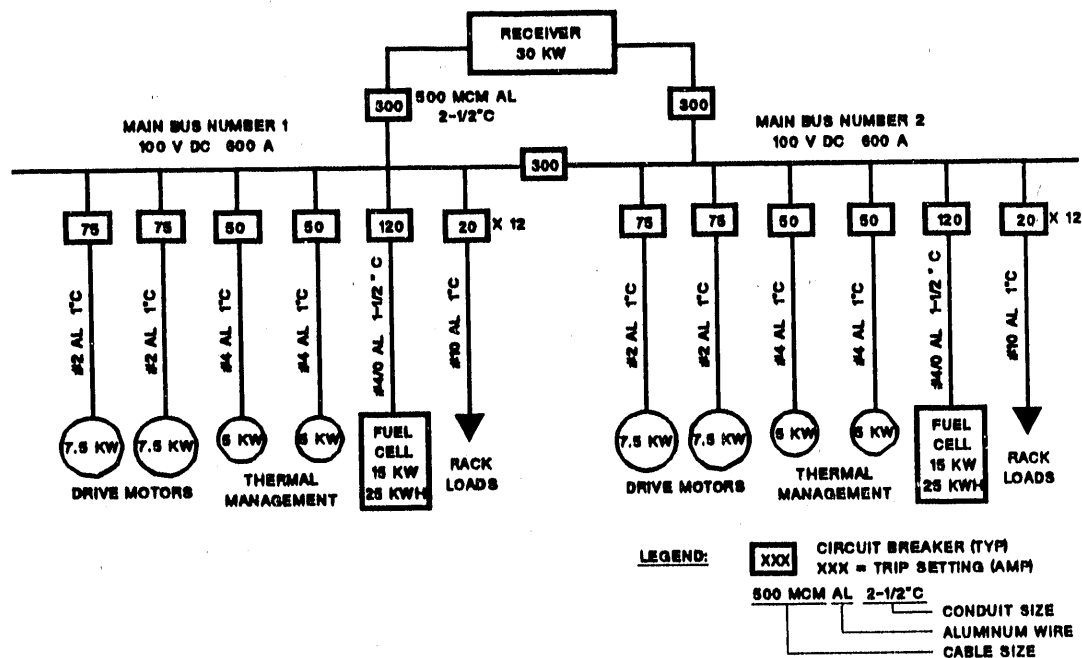 RECEIVER
30 KW
300
500 MCM AL
2-1/2"C
300
MAIN BUS NUMBER 1
100 V DC 600 A
MAIN BUS NUMBER 2
100 V DC 600 A
300
75
75
50
50
120
20
X 12
75
75
50
50
120
20
X 12
#2 AL 1"C
#2 AL 1"C
#4 AL 1"C
#4 AL 1"C
#4/0 AL 1-1/2" C
#10 AL 1"C
#2 AL 1"C
#2 AL 1"C
#4 AL 1"C
#4 AL 1"C
#4/0 AL 1-1/2" C
#10 AL 1"C
7.5 KW
7.5 KW
5 KW
5 KW
FUEL
CELL
15 KW
25 KWH
RACK
LOADS
DRIVE MOTORS
THERMAL
MANAGEMENT
7.5 KW
7.5 KW
5 KW
5 KW
FUEL
CELL
15 KW
25 KWH
RACK
LOADS
DRIVE MOTORS
THERMAL
MANAGEMENT
LEGEND:
XXX
CIRCUIT BREAKER (TYP)
XXX = TRIP SETTING (AMP)
500 MCM AL 2-1/2"C
CONDUIT SIZE
ALUMINUM WIRE
CABLE SIZE